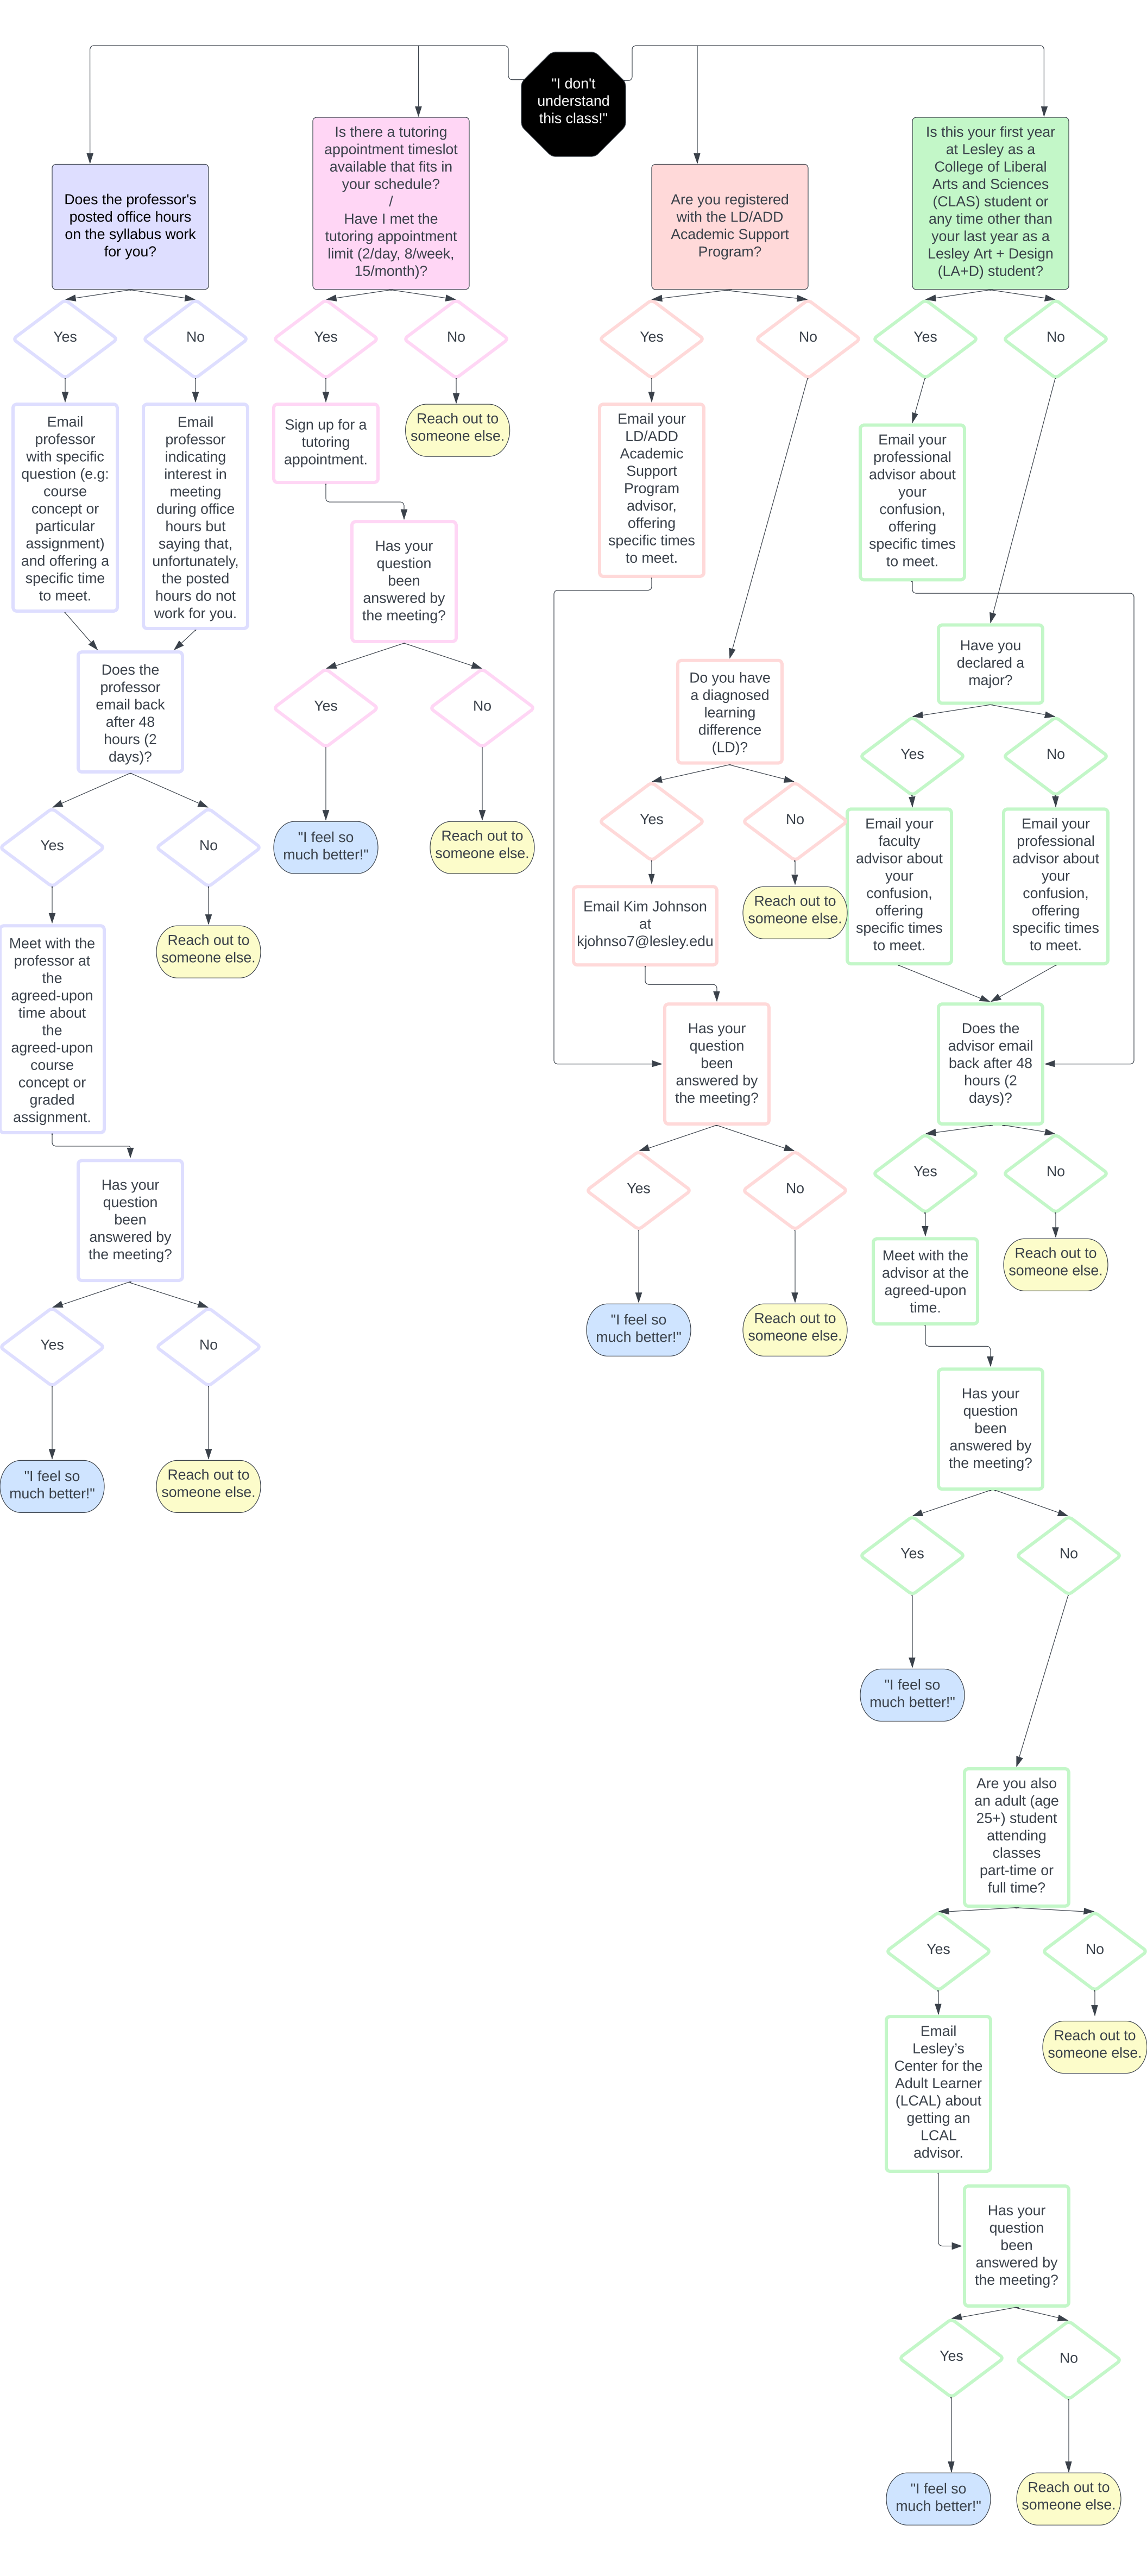 "I don't
understand
this class!"
Does the professor's
posted office hours
on the syllabus work
for you?
Yes
No
Email
professor
with specific
question (e.g:
course
concept or
particular
assignment)
and offering a
specific time
to meet.
Email
professor
indicating
interest in
meeting
during office
hours but
saying that,
unfortunately,
the posted
hours do not
work for you.
Does the
professor
email back
after 48
hours (2
days)?
Yes
No
Meet with the
professor at
the
agreed-upon
time about
the
agreed-upon
course
concept or
graded
assignment.
Reach out to
someone else.
Has your
question
been
answered by
the meeting?
Yes
No
"I feel so
much better!"
Reach out to
someone else.
Is there a tutoring
appointment timeslot
available that fits in
your schedule?
/
Have I met the
tutoring appointment
limit (2/day, 8/week,
15/month)?
Yes
No
Sign up for a
tutoring
appointment.
Reach out to
someone else.
Has your
question
been
answered by
the meeting?
Yes
No
"I feel so
much better!"
Reach out to
someone else.
Are you registered
with the LD/ADD
Academic Support
Program?
Yes
No
Email your
LD/ADD
Academic
Support
Program
advisor,
offering
specific times
to meet.
Do you have
a diagnosed
learning
difference
(LD)?
Yes
No
Email Kim Johnson
at
kjohnso7@lesley.edu
Reach out to
someone else.
Has your
question
been
answered by
the meeting?
Yes
No
"I feel so
much better!"
Reach out to
someone else.
Is this your first year
at Lesley as a
College of Liberal
Arts and Sciences
(CLAS) student or
any time other than
your last year as a
Lesley Art + Design
(LA+D) student?
Yes
No
Email your
professional
advisor about
your
confusion,
offering
specific times
to meet.
Have you
declared a
major?
Yes
No
Email your
faculty
advisor about
your
confusion,
offering
specific times
to meet.
Email your
professional
advisor about
your
confusion,
offering
specific times
to meet.
Does the
advisor email
back after 48
hours (2
days)?
Yes
No
Meet with the
advisor at the
agreed-upon
time.
Reach out to
someone else.
Has your
question
been
answered by
the meeting?
Yes
No
"I feel so
much better!"
Are you also
an adult (age
25+) student
attending
classes
part-time or
full time?
Yes
No
Email
Lesley’s
Center for the
Adult Learner
(LCAL) about
getting an
LCAL
advisor.
Reach out to
someone else.
Has your
question
been
answered by
the meeting?
Yes
No
"I feel so
much better!"
Reach out to
someone else.